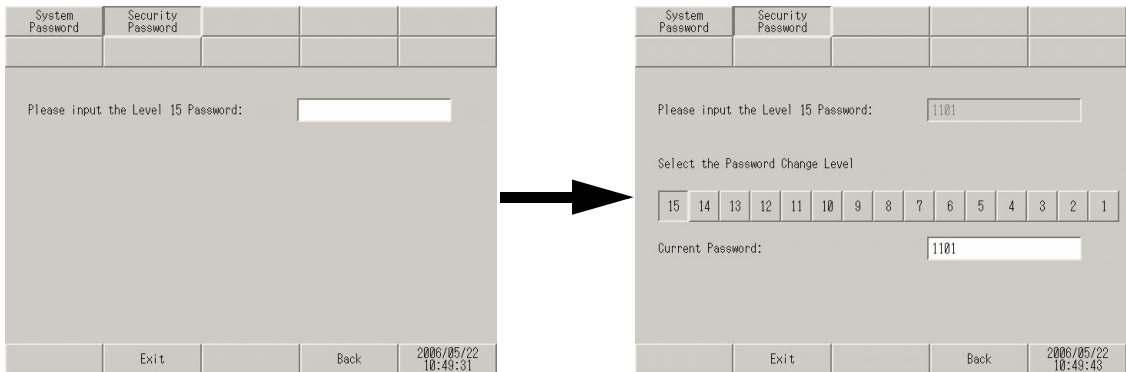 System Password
Security Password
Please input the Level 15 Password:
Exit
Back
2006/05/22
10:49:31
System Password
Security Password
Please input the Level 15 Password:
1101
Select the Password Change Level
15 14 13 12 11 10 9 8 7 6 5 4 3 2 1
Current Password:
1101
Exit
Back
2006/05/22
10:49:43